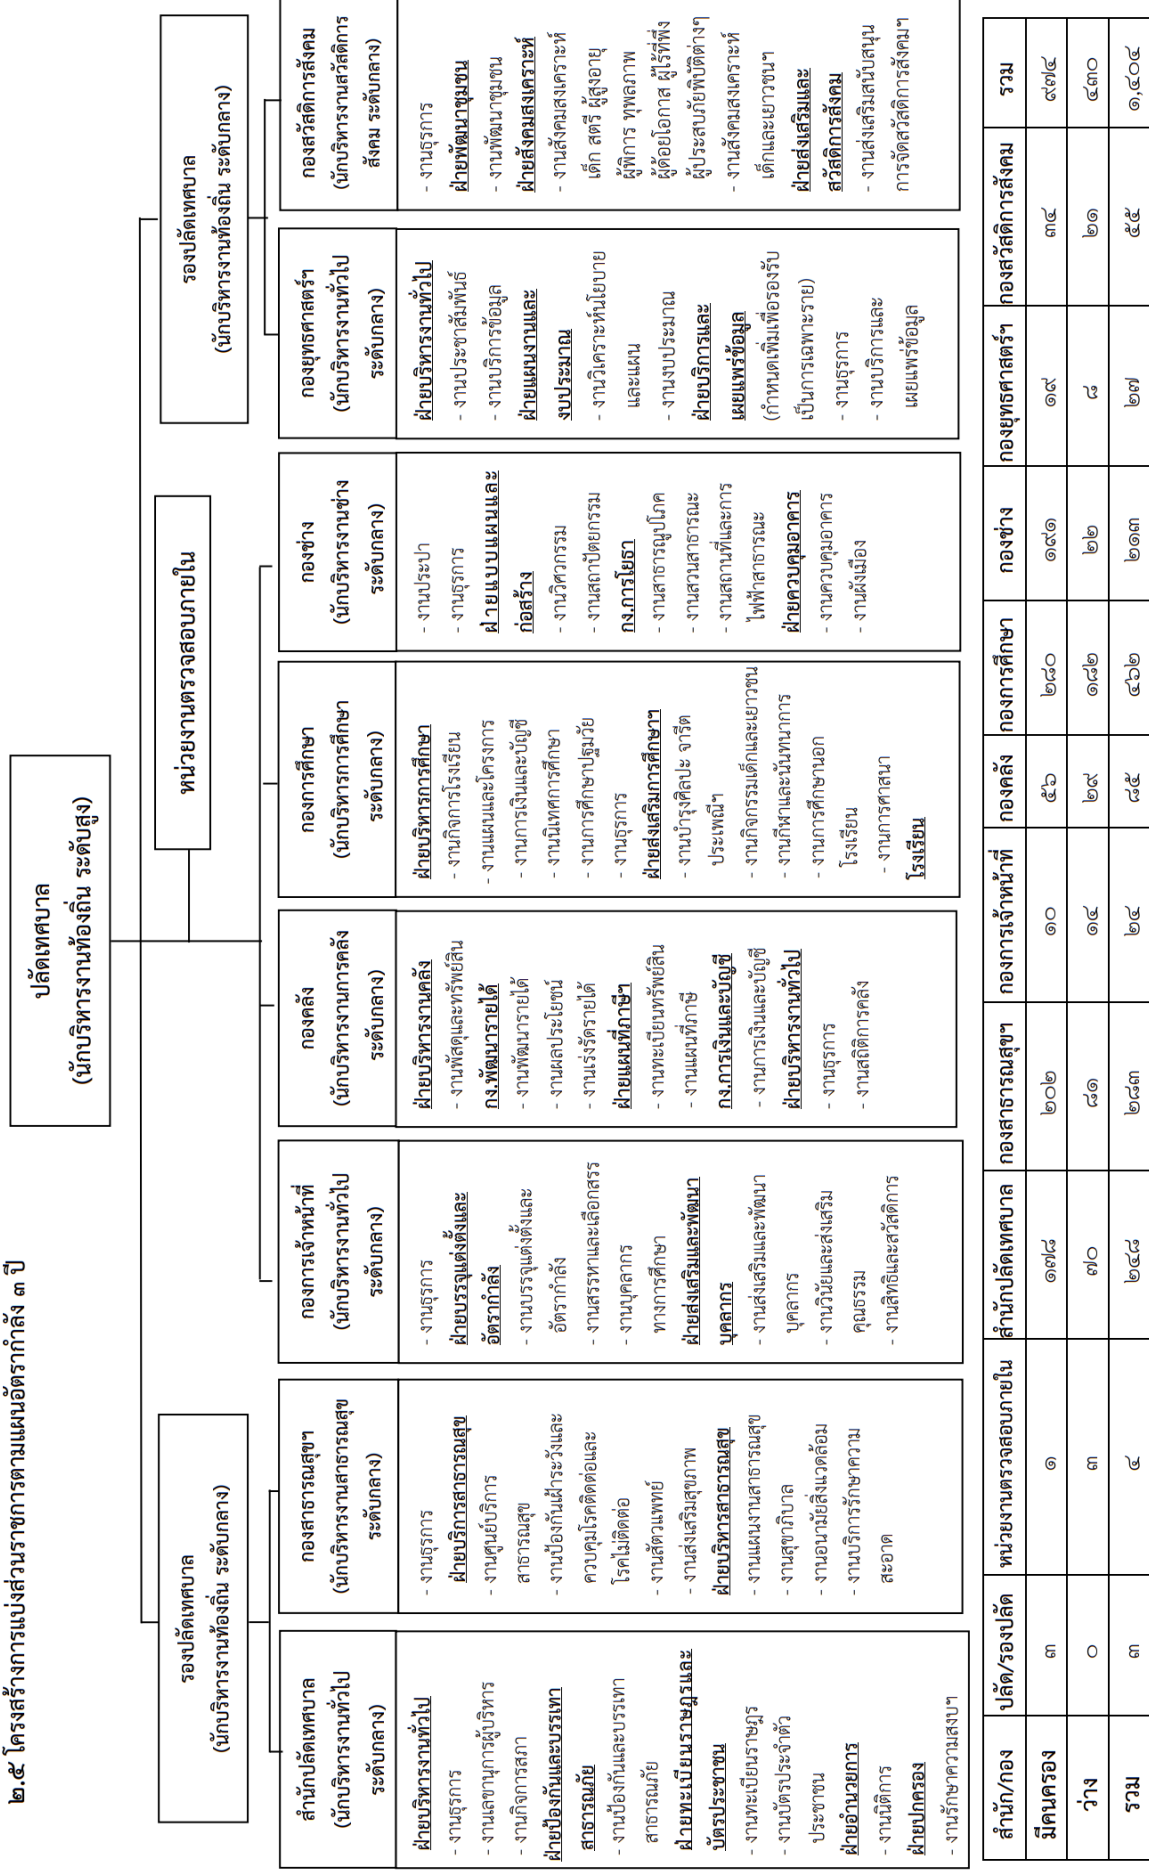 ๒.๕ โครงสร้างการแบ่งส่วนราชการตามแผนอัตรากำลัง ๓ ปี
ปลัดเทศบาล
(นักบริหารงานท้องถิ่น ระดับสูง)
หน่วยงานตรวจสอบภายใน
รองปลัดเทศบาล
(นักบริหารงานท้องถิ่น ระดับกลาง)
รองปลัดเทศบาล
(นักบริหารงานท้องถิ่น ระดับกลาง)
สำนักปลัดเทศบาล
(นักบริหารงานทั่วไป
ระดับกลาง)
ฝ่ายบริหารงานทั่วไป
- งานธุรการ
- งานเลขานุการผู้บริหาร
- งานกิจการสภา
ฝ่ายป้องกันและบรรเทา
สาธารณภัย
- งานป้องกันและบรรเทา
สาธารณภัย
ฝ่ายทะเบียนราษฎรและ
บัตรประชาชน
- งานทะเบียนราษฎร
- งานบัตรประจำตัว
ประชาชน
ฝ่ายอำนวยการ
- งานนิติการ
ฝ่ายปกครอง
- งานรักษาความสงบฯ
กองสาธารณสุขฯ
(นักบริหารงานสาธารณสุข
ระดับกลาง)
- งานธุรการ
ฝ่ายบริการสาธารณสุข
- งานศูนย์บริการ
สาธารณสุข
- งานป้องกันเฝ้าระวังและ
ควบคุมโรคติดต่อและ
โรคไม่ติดต่อ
- งานสัตวแพทย์
- งานส่งเสริมสุขภาพ
ฝ่ายบริหารสาธารณสุข
- งานแผนงานสาธารณสุข
- งานสุขาภิบาล
- งานอนามัยสิ่งแวดล้อม
- งานบริการรักษาความ
สะอาด
กองการเจ้าหน้าที่
(นักบริหารงานทั่วไป
ระดับกลาง)
- งานธุรการ
ฝ่ายบรรจุแต่งตั้งและ
อัตรากำลัง
- งานบรรจุแต่งตั้งและ
อัตรากำลัง
- งานสรรหาและเลือกสรร
- งานบุคลากร
ทางการศึกษา
ฝ่ายส่งเสริมและพัฒนา
บุคลากร
- งานส่งเสริมและพัฒนา
บุคลากร
- งานวินัยและส่งเสริม
คุณธรรม
- งานสิทธิและสวัสดิการ
กองคลัง
(นักบริหารงานการคลัง
ระดับกลาง)
ฝ่ายบริหารงานคลัง
- งานพัสดุและทรัพย์สิน
กง.พัฒนารายได้
- งานพัฒนารายได้
- งานผลประโยชน์
- งานเร่งรัดรายได้
ฝ่ายแผนที่ภาษีฯ
- งานทะเบียนทรัพย์สิน
- งานแผนที่ภาษี
กง.การเงินและบัญชี
- งานการเงินและบัญชี
ฝ่ายบริหารงานทั่วไป
- งานธุรการ
- งานสถิติการคลัง
กองการศึกษา
(นักบริหารการศึกษา
ระดับกลาง)
ฝ่ายบริหารการศึกษา
- งานกิจการโรงเรียน
- งานแผนและโครงการ
- งานการเงินและบัญชี
- งานนิเทศการศึกษา
- งานการศึกษาปฐมวัย
- งานธุรการ
ฝ่ายส่งเสริมการศึกษาฯ
- งานบำรุงศิลปะ จารีต
ประเพณีฯ
- งานกิจกรรมเด็กและเยาวชน
- งานกีฬาและนันทนาการ
- งานการศึกษานอก
โรงเรียน
- งานการศาสนา
โรงเรียน
กองช่าง
(นักบริหารงานช่าง
ระดับกลาง)
- งานประปา
- งานธุรการ
ฝ่ายแบบแผนและ
ก่อสร้าง
- งานวิศวกรรม
- งานสถาปัตยกรรม
กง.การโยธา
- งานสาธารณูปโภค
- งานสวนสาธารณะ
- งานสถานที่และการ
ไฟฟ้าสาธารณะ
ฝ่ายควบคุมอาคาร
- งานควบคุมอาคาร
- งานผังเมือง
กองยุทธศาสตร์ฯ
(นักบริหารงานทั่วไป
ระดับกลาง)
ฝ่ายบริหารงานทั่วไป
- งานประชาสัมพันธ์
- งานบริการข้อมูล
ฝ่ายแผนงานและ
งบประมาณ
- งานวิเคราะห์นโยบาย
และแผน
- งานงบประมาณ
ฝ่ายบริการและ
เผยแพร่ข้อมูล
(กำหนดเพิ่มเพื่อรองรับ
เป็นการเฉพาะราย)
- งานธุรการ
- งานบริการและ
เผยแพร่ข้อมูล
กองสวัสดิการสังคม
(นักบริหารงานสวัสดิการ
สังคม ระดับกลาง)
- งานธุรการ
ฝ่ายพัฒนาชุมชน
- งานพัฒนาชุมชน
ฝ่ายสังคมสงเคราะห์
- งานสังคมสงเคราะห์
เด็ก สตรี ผู้สูงอายุ
ผู้พิการ ทุพลภาพ
ผู้ด้อยโอกาส ผู้ไร้ที่พึ่ง
ผู้ประสบภัยพิบัติต่างๆ
- งานสังคมสงเคราะห์
เด็กและเยาวชนฯ
ฝ่ายส่งเสริมและ
สวัสดิการสังคม
- งานส่งเสริมสนับสนุน
การจัดสวัสดิการสังคมฯ
สำนัก/กอง ปลัด/รองปลัด หน่วยงานตรวจสอบภายใน สำนักปลัดเทศบาล กองสาธารณสุขฯ กองการเจ้าหน้าที่ กองคลัง กองการศึกษา กองช่าง กองยุทธศาสตร์ฯ กองสวัสดิการสังคม รวม
มีคนครอง ๓ ๑ ๑๗๘ ๒๐๒ ๑๐ ๕๖ ๒๘๐ ๑๙๑ ๑๙ ๓๔ ๙๗๔
ว่าง ๐ ๓ ๗๐ ๘๑ ๑๔ ๒๙ ๑๘๒ ๒๒ ๘ ๒๑ ๔๓๐
รวม ๓ ๔ ๒๔๘ ๒๘๓ ๒๔ ๘๕ ๔๖๒ ๒๑๓ ๒๗ ๕๕ ๑,๔๐๔